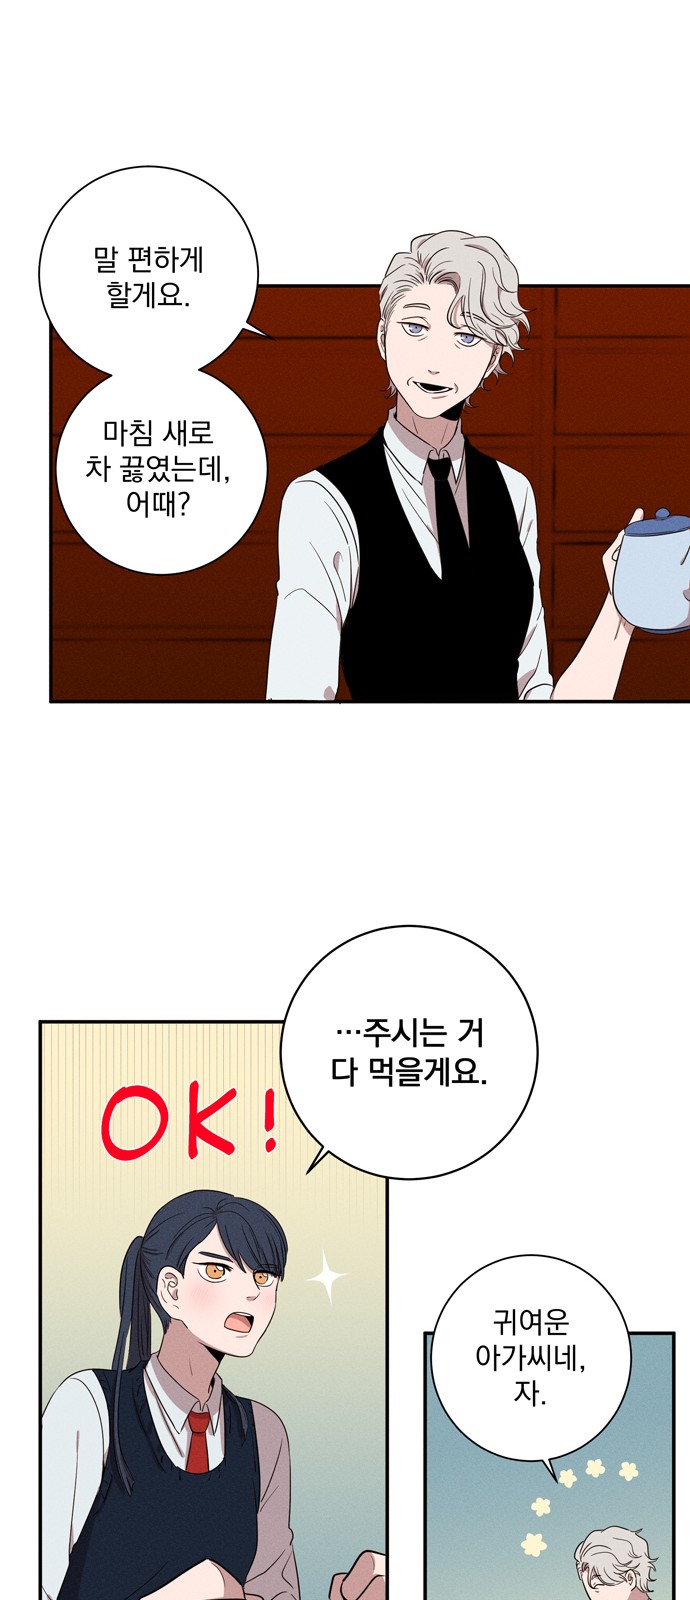 말 편하게
할게요.
마침 새로
차 끓였는데,
어때?
…주시는 거
다 먹을게요.
OK!
귀여운
아가씨네,
자.